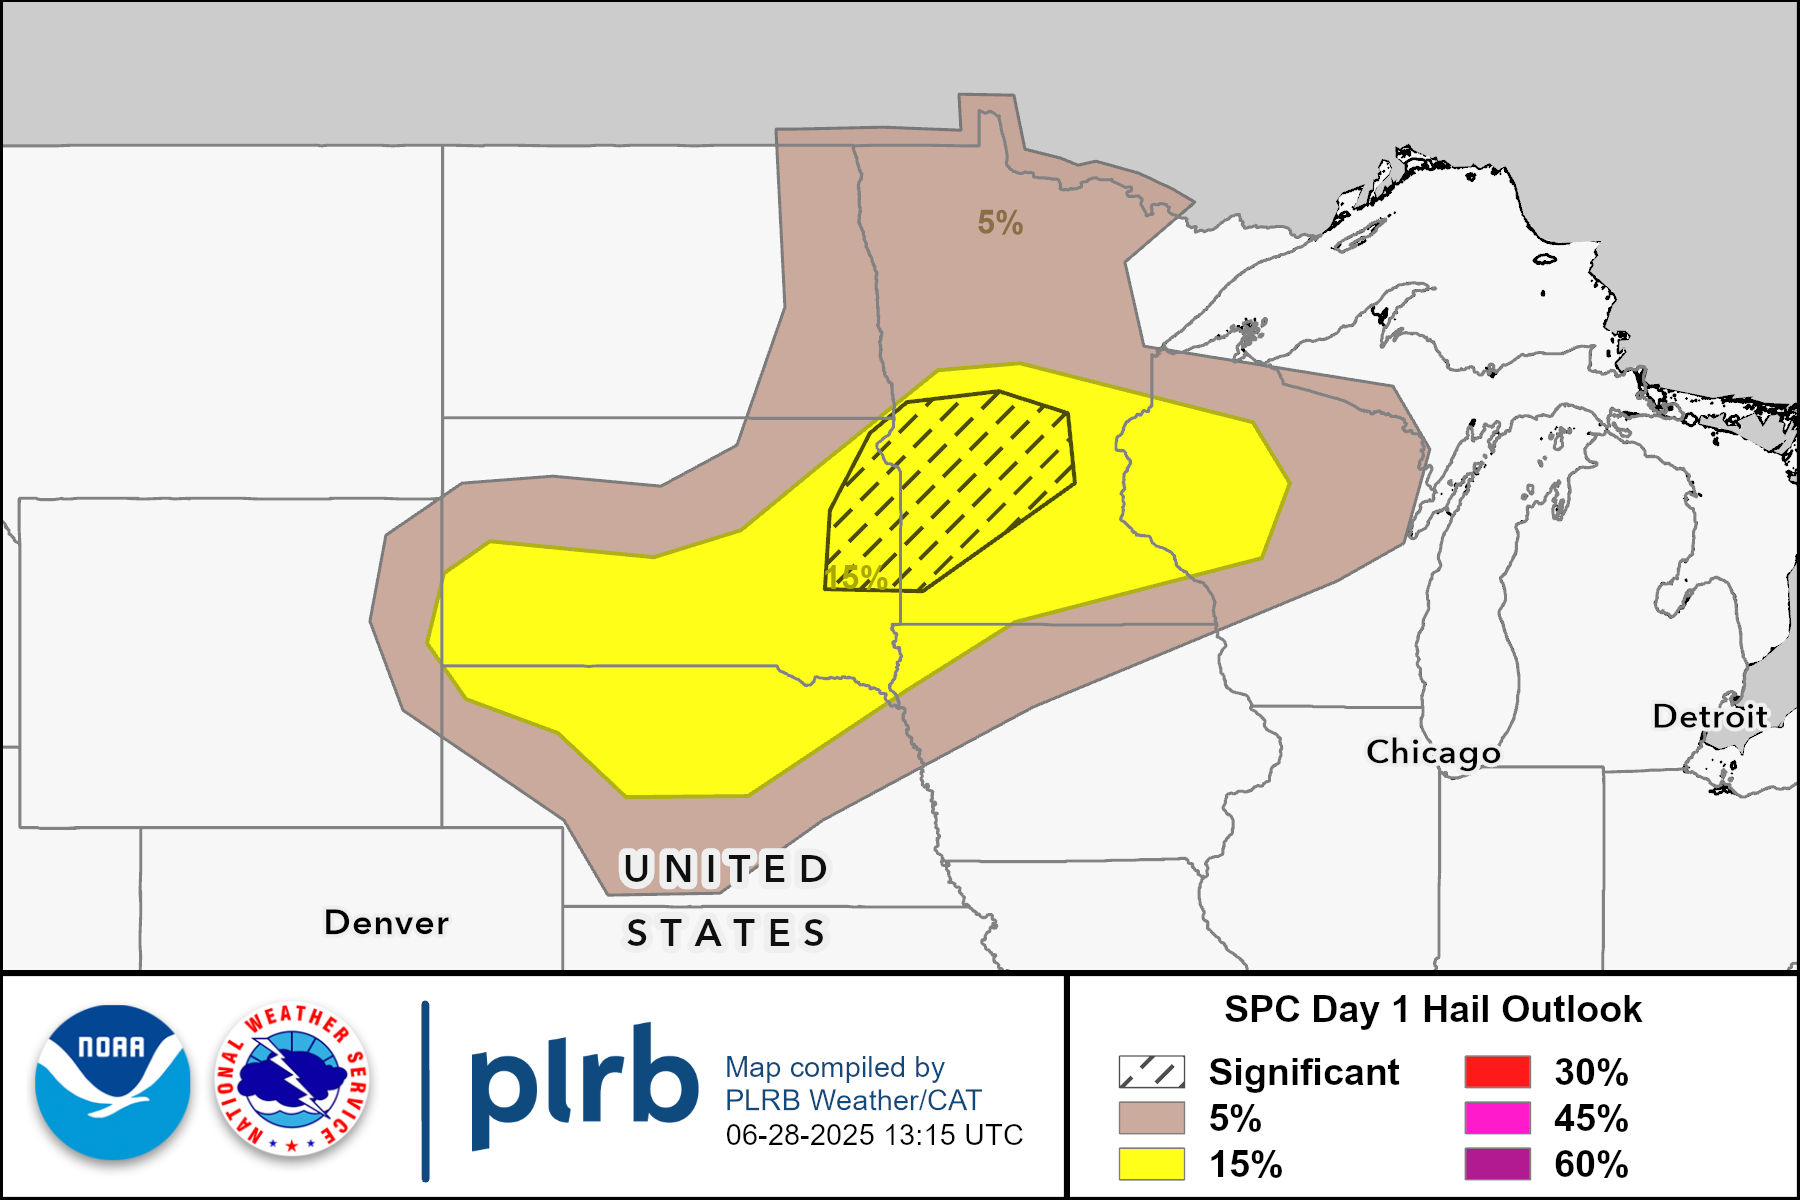 5%
15%
Detroit
Chicago
UNITED
STATES
Denver
NOAA
NATIONAL WEATHER SERVICE
plrb
Map compiled by
PLRB Weather/CAT
06-28-2025 13:15 UTC
SPC Day 1 Hail Outlook
Significant
5%
15%
30%
45%
60%